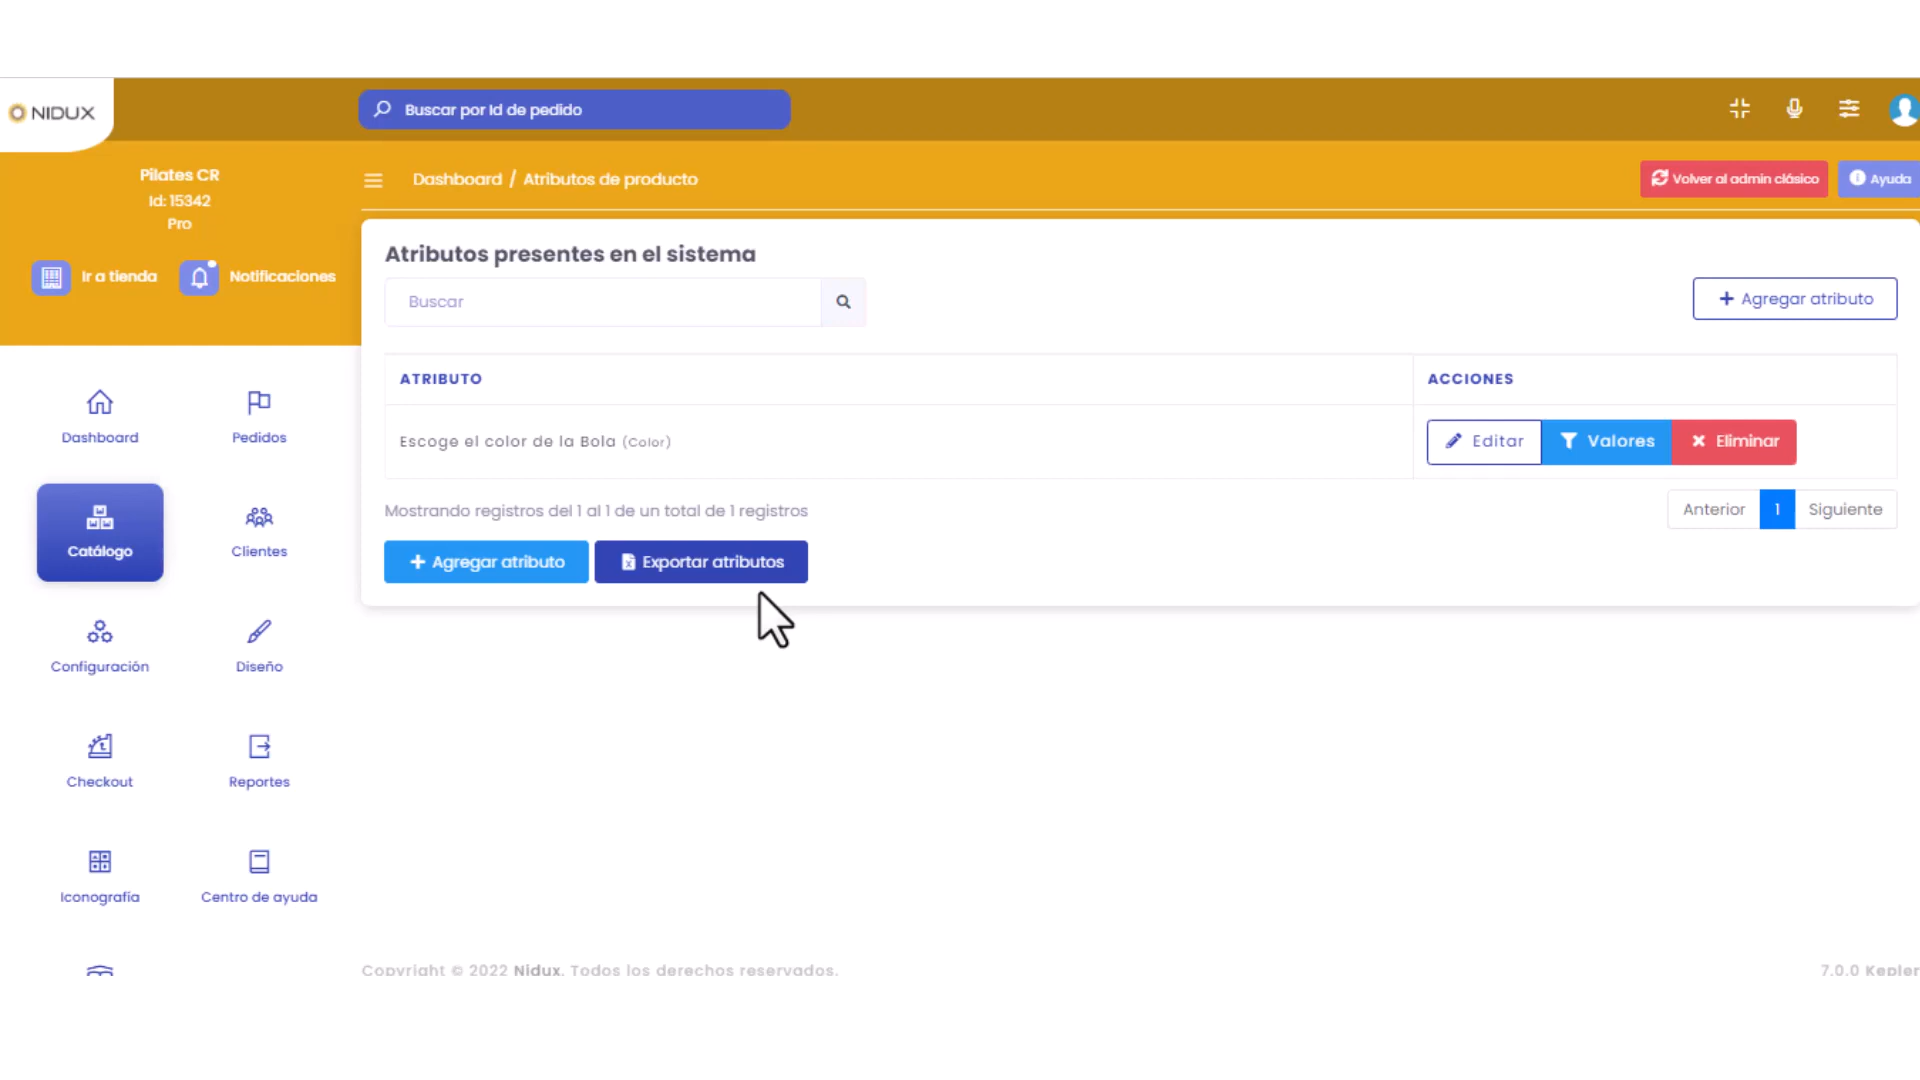 NIDUX
Buscar por Id de pedido
Pilates CR
Id: 15342
Pro
Ir a tienda
Notificaciones
Dashboard / Atributos de producto
Volver al admin clásico
Ayuda
Atributos presentes en el sistema
Buscar
+ Agregar atributo
ATRIBUTO
ACCIONES
Escoge el color de la Bola (Color)
Editar
Valores
Eliminar
Mostrando registros del 1 al 1 de un total de 1 registros
Anterior 1 Siguiente
+ Agregar atributo
Exportar atributos
Dashboard
Pedidos
Catálogo
Clientes
Configuración
Diseño
Checkout
Reportes
Iconografía
Centro de ayuda
Copyright © 2022 Nidux. Todos los derechos reservados.
7.0.0 Kepler